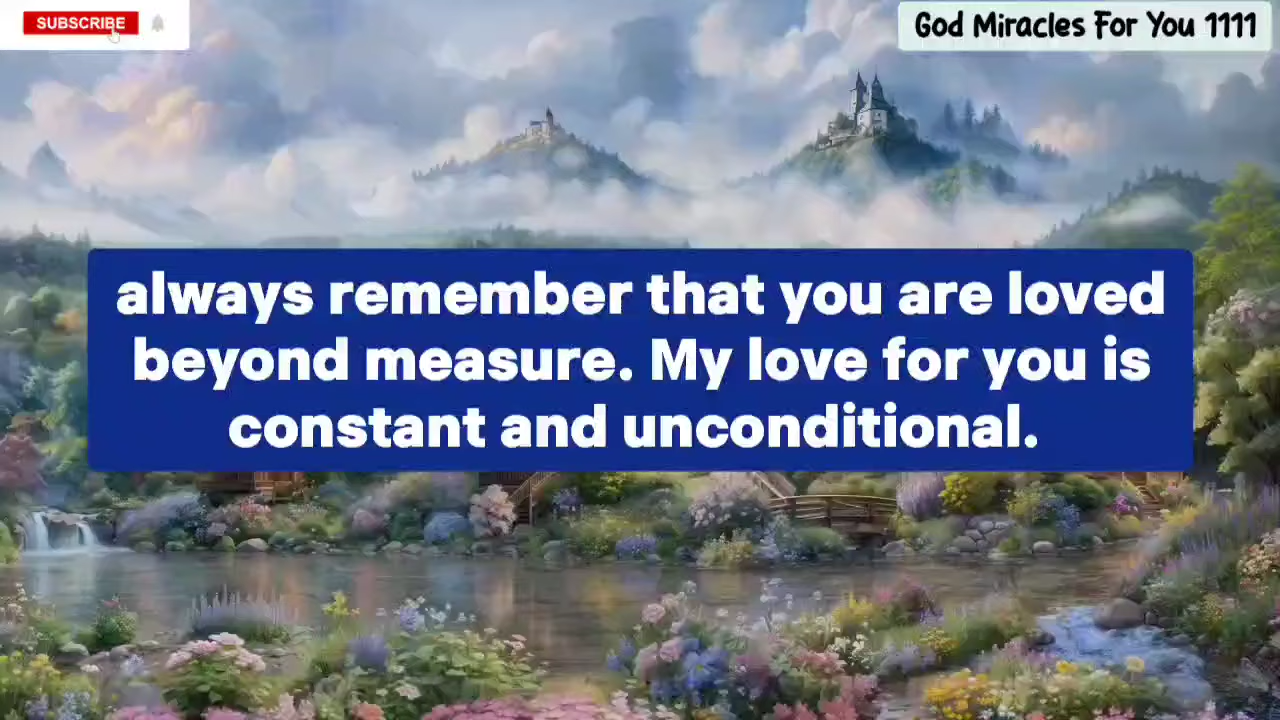 SUBSCRIBE
God Miracles For You 1111
always remember that you are loved
beyond measure. My love for you is
constant and unconditional.